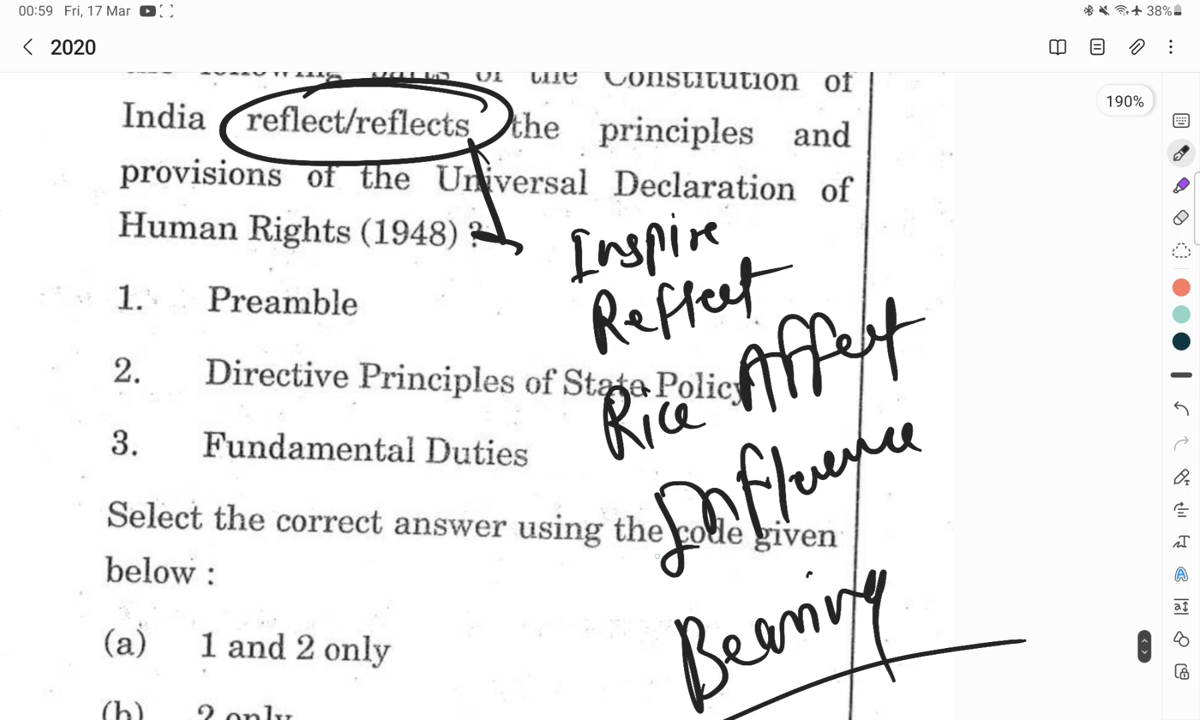 00:59 Fri, 17 Mar 38%
2020
190%
the following parts of the Constitution of
India reflect/reflects the principles and
provisions of the Universal Declaration of
Human Rights (1948) ?
Inspire
Reflect
1. Preamble
Affect
2. Directive Principles of State Policy
Rice
3. Fundamental Duties
Influence
Select the correct answer using the code given
below :
Bearing
(a) 1 and 2 only
(b) 2 only